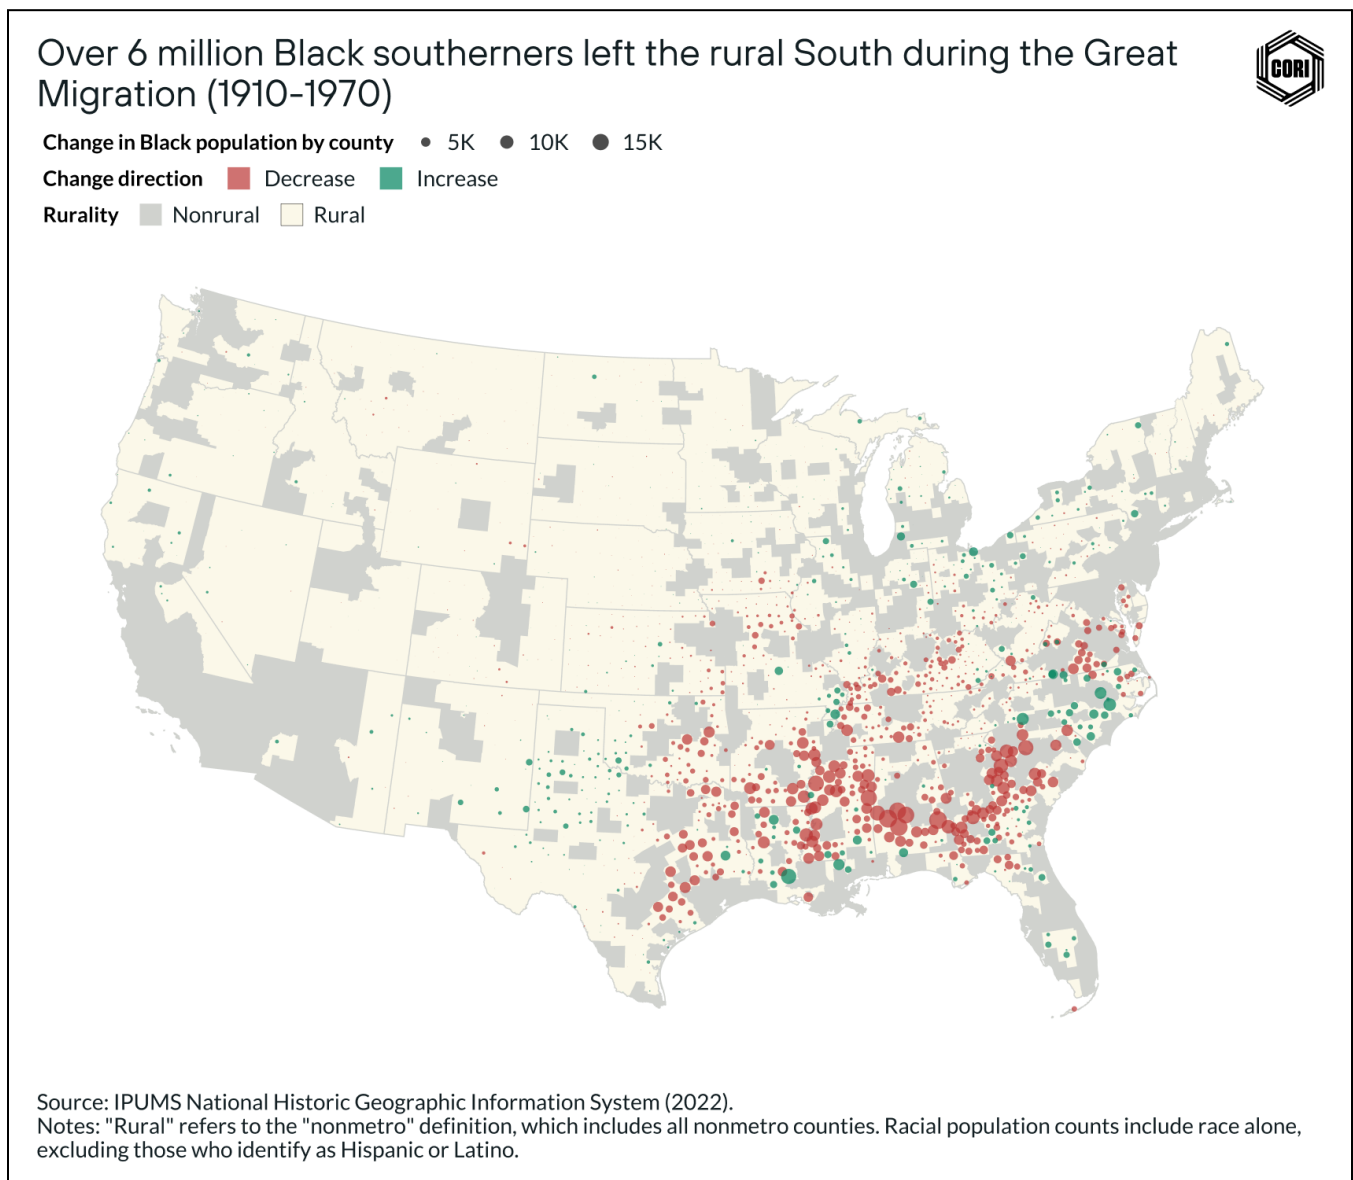 Over 6 million Black southerners left the rural South during the Great
Migration (1910-1970)
CORI
Change in Black population by county 5K 10K 15K
Change direction Decrease Increase
Rurality Nonrural Rural
Source: IPUMS National Historic Geographic Information System (2022).
Notes: "Rural" refers to the "nonmetro" definition, which includes all nonmetro counties. Racial population counts include race alone,
excluding those who identify as Hispanic or Latino.